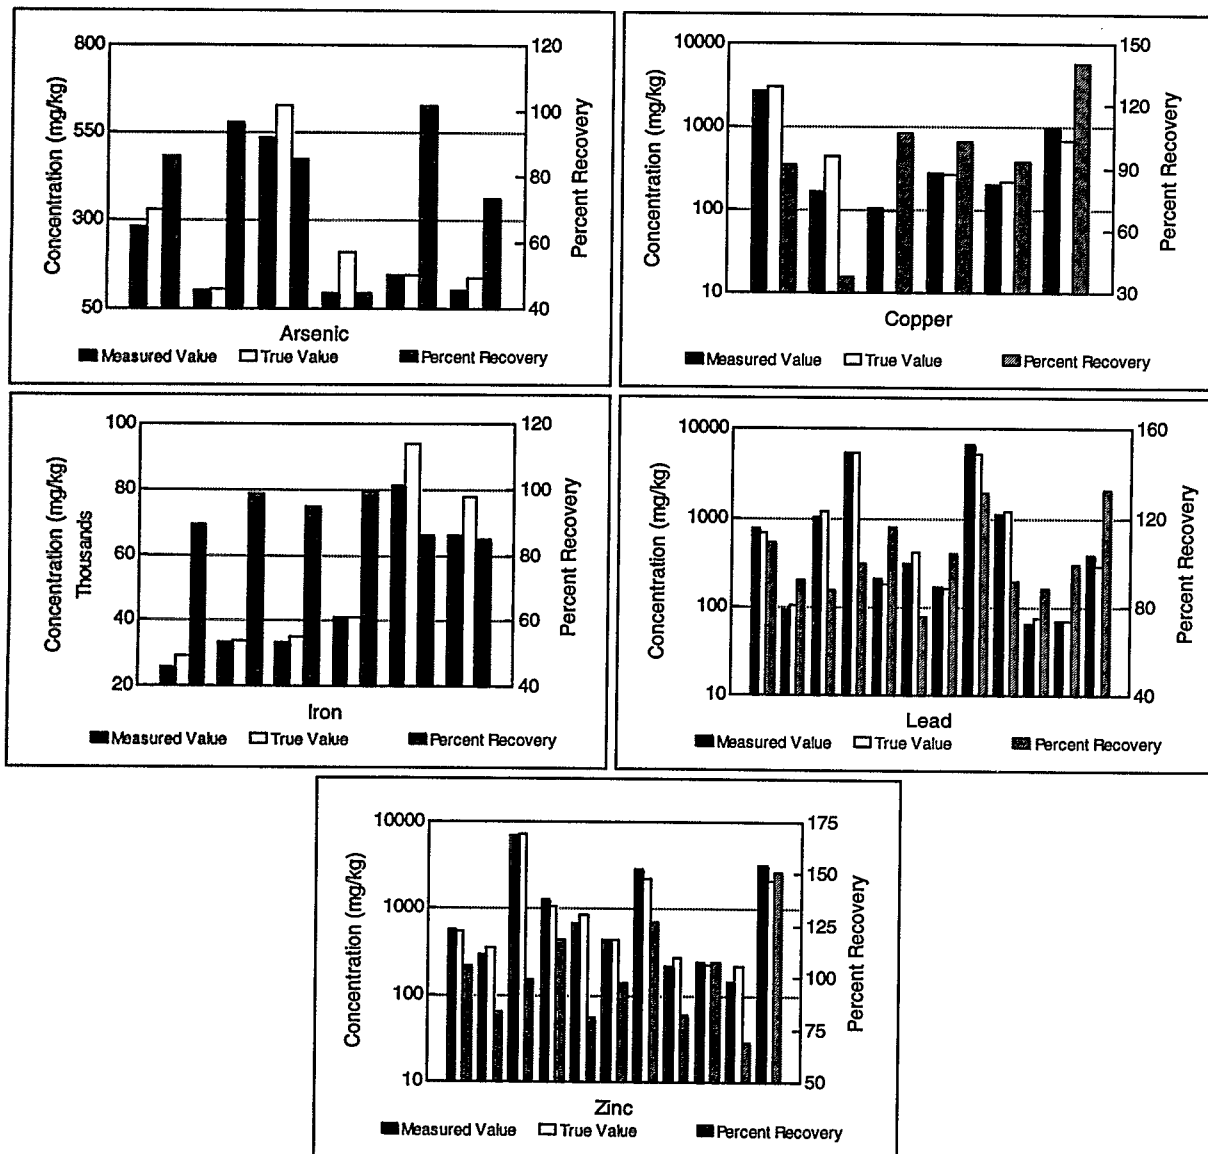 800
550
300
50
Concentration (mg/kg)
120
100
80
60
40
Percent Recovery
Arsenic
Measured Value True Value Percent Recovery
10000
1000
100
10
Concentration (mg/kg)
150
120
90
60
30
Percent Recovery
Copper
Measured Value True Value Percent Recovery
100
80
60
40
20
Concentration (mg/kg)
Thousands
120
100
80
60
40
Percent Recovery
Iron
Measured Value True Value Percent Recovery
10000
1000
100
10
Concentration (mg/kg)
160
120
80
40
Percent Recovery
Lead
Measured Value True Value Percent Recovery
10000
1000
100
10
Concentration (mg/kg)
175
150
125
100
75
50
Percent Recovery
Zinc
Measured Value True Value Percent Recovery